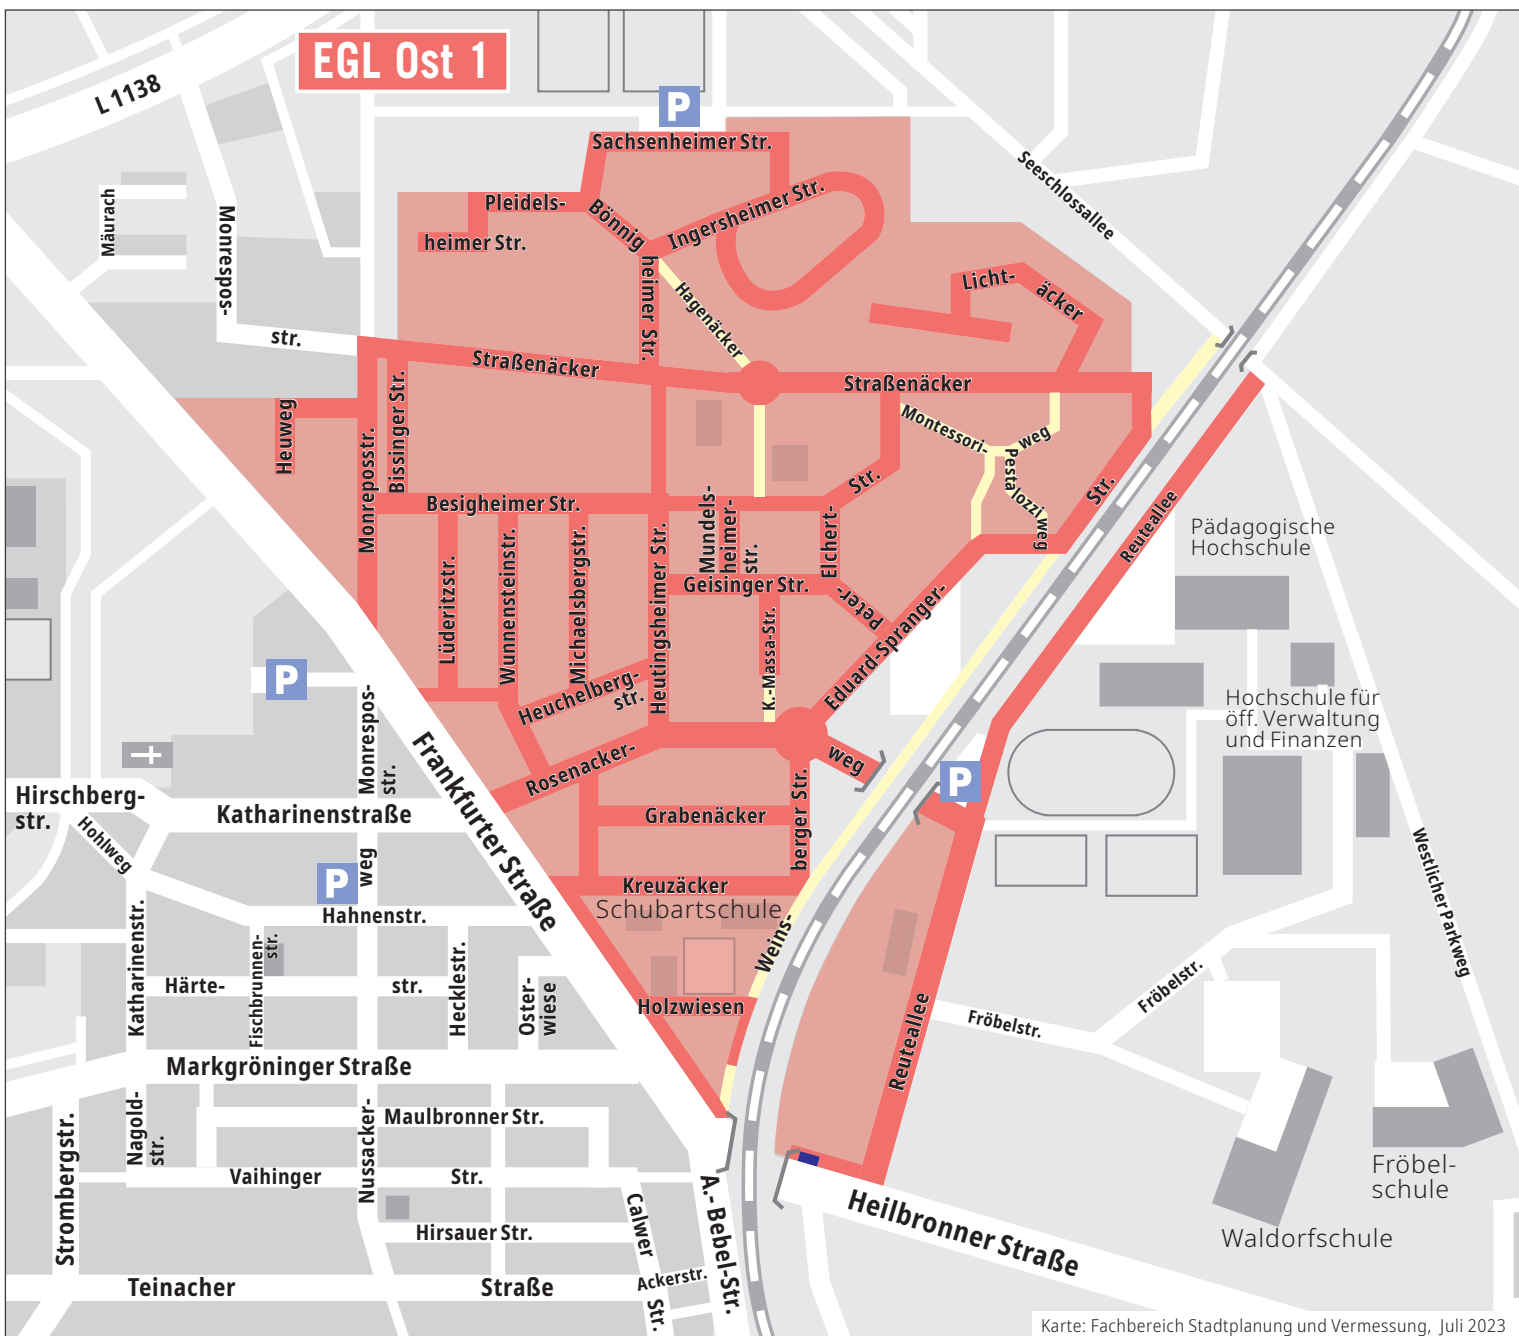 EGL Ost 1
L 1138
P
Sachsenheimer Str.
Seeschlossallee
Mäurach
Monrespos-
str.
Pleidels-
heimer Str.
Bönnig
heimer Str.
Ingersheimer Str.
Hagenäcker
Licht-
äcker
Straßenäcker
Straßenäcker
Heuweg
Monreposstr.
Bissinger Str.
Montessori-
weg
Pestalozzi
weg
Besigheimer Str.
Mundels-
heimer-
str.
Elchert-
Str.
Str.
Reuteallee
Pädagogische
Hochschule
Lüderitzstr.
Wunnensteinstr.
Michaelsbergstr.
Heutingsheimer Str.
Geisinger Str.
K.-Massa-Str.
Peter-
Eduard-Spranger-
P
Heuchelberg-
str.
Hochschule für
öff. Verwaltung
und Finanzen
Monrespos-
str.
Frankfurter Straße
Rosenacker-
weg
P
Hirschberg-
str.
Katharinenstraße
Hohlweg
Grabenäcker
berger Str.
Westlicher Parkweg
P
weg
Kreuzäcker
Schubartschule
Hahnenstr.
Katharinenstr.
Fischbrunnen-
str.
Härte-
str.
Hecklestr.
Oster-
wiese
Weins-
Holzwiesen
Reuteallee
Fröbelstr.
Fröbelstr.
Markgröninger Straße
Strombergstr.
Nagold-
str.
Nussacker-
Maulbronner Str.
Vaihinger
Str.
Hirsauer Str.
Calwer
Str.
A.-Bebel-Str.
Ackerstr.
Teinacher
Straße
Heilbronner Straße
Fröbel-
schule
Waldorfschule
Karte: Fachbereich Stadtplanung und Vermessung, Juli 2023